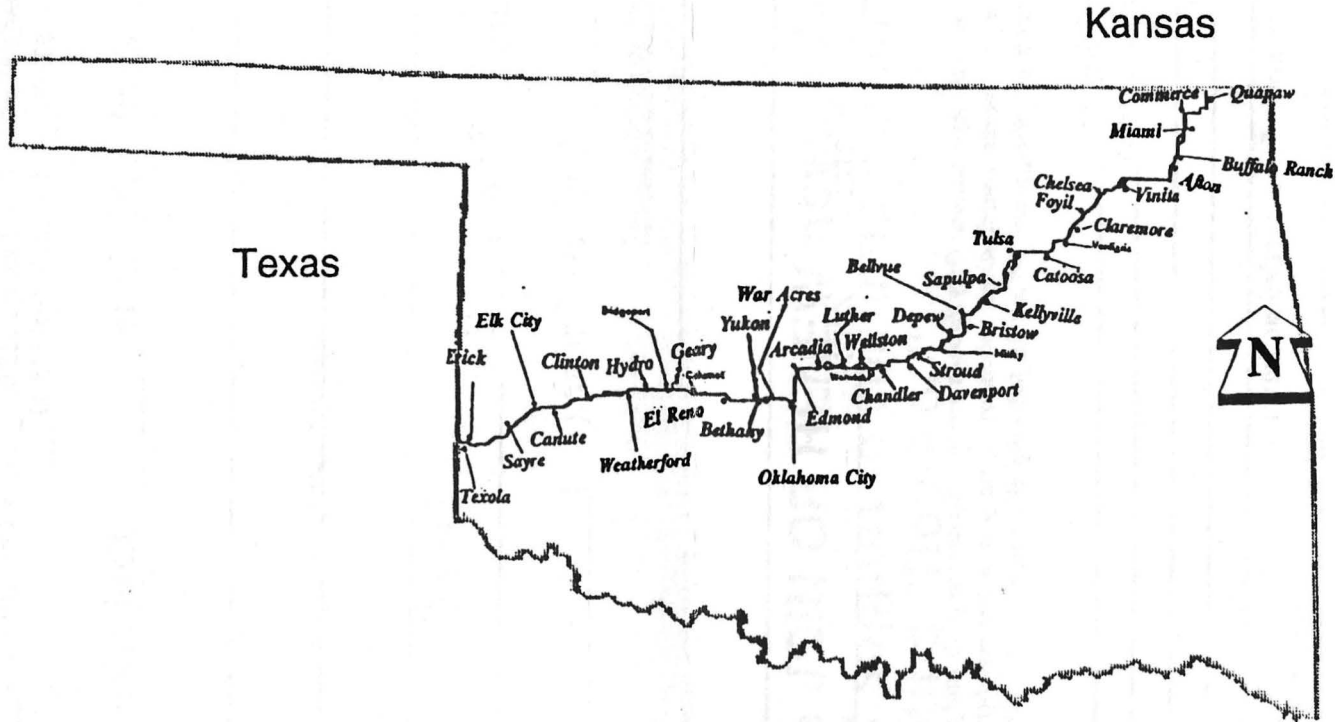 Kansas
Commerce
Quapaw
Miami
Buffalo Ranch
Afton
Vinita
Chelsea
Foyil
Claremore
Verdigris
Catoosa
Tulsa
Texas
Bellvue
Sapulpa
Kellyville
War Acres
Depew
Bristow
Elk City
Bridgeport
Yukon
Luther
Wellston
Arcadia
Stroud
Davenport
Chandler
Erick
Clinton
Hydro
Geary
El Reno
Bethany
Edmond
N
Canute
Sayre
Weatherford
Oklahoma City
Texola